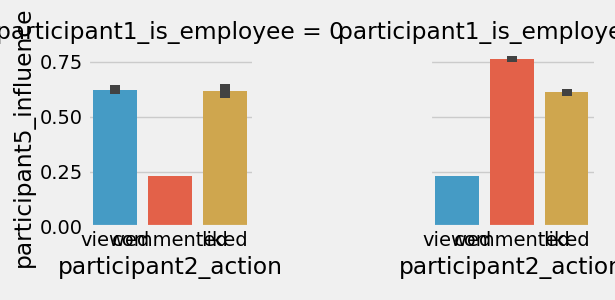 participant1_is_employee = 0
participant1_is_employe
participant5_influence
0.75
0.50
0.25
0.00
viewed commented liked
viewed commented liked
participant2_action
participant2_action